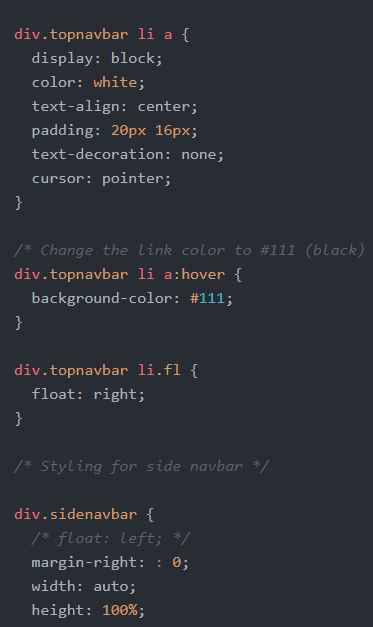 div.topnavbar li a {
display: block;
color: white;
text-align: center;
padding: 20px 16px;
text-decoration: none;
cursor: pointer;
}
/* Change the link color to #111 (black)
div.topnavbar li a:hover {
background-color: #111;
}
div.topnavbar li.fl {
float: right;
}
/* Styling for side navbar */
div.sidenavbar {
/* float: left; */
margin-right: : 0;
width: auto;
height: 100%;